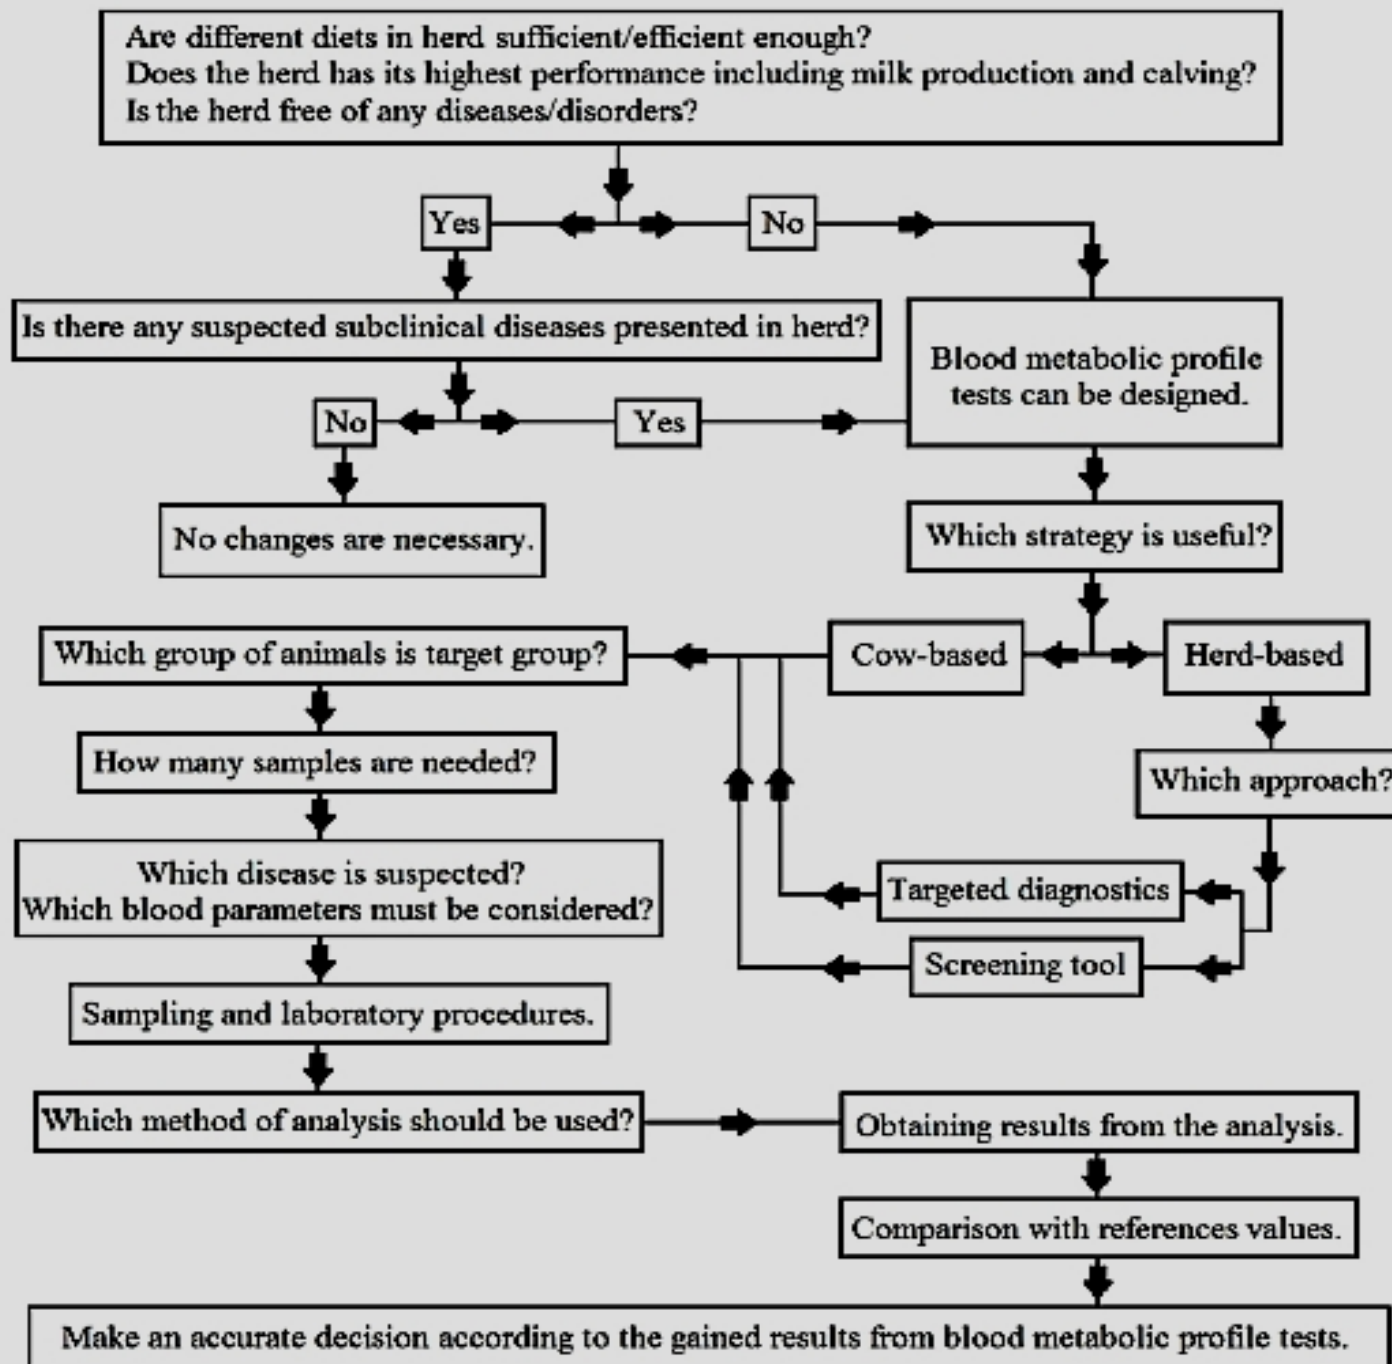 Are different diets in herd sufficient/efficient enough?
Does the herd has its highest performance including milk production and calving?
Is the herd free of any diseases/disorders?
Yes
No
Is there any suspected subclinical diseases presented in herd?
Blood metabolic profile
tests can be designed.
No
Yes
No changes are necessary.
Which strategy is useful?
Which group of animals is target group?
Cow-based
Herd-based
How many samples are needed?
Which approach?
Which disease is suspected?
Which blood parameters must be considered?
Targeted diagnostics
Screening tool
Sampling and laboratory procedures.
Which method of analysis should be used?
Obtaining results from the analysis.
Comparison with references values.
Make an accurate decision according to the gained results from blood metabolic profile tests.